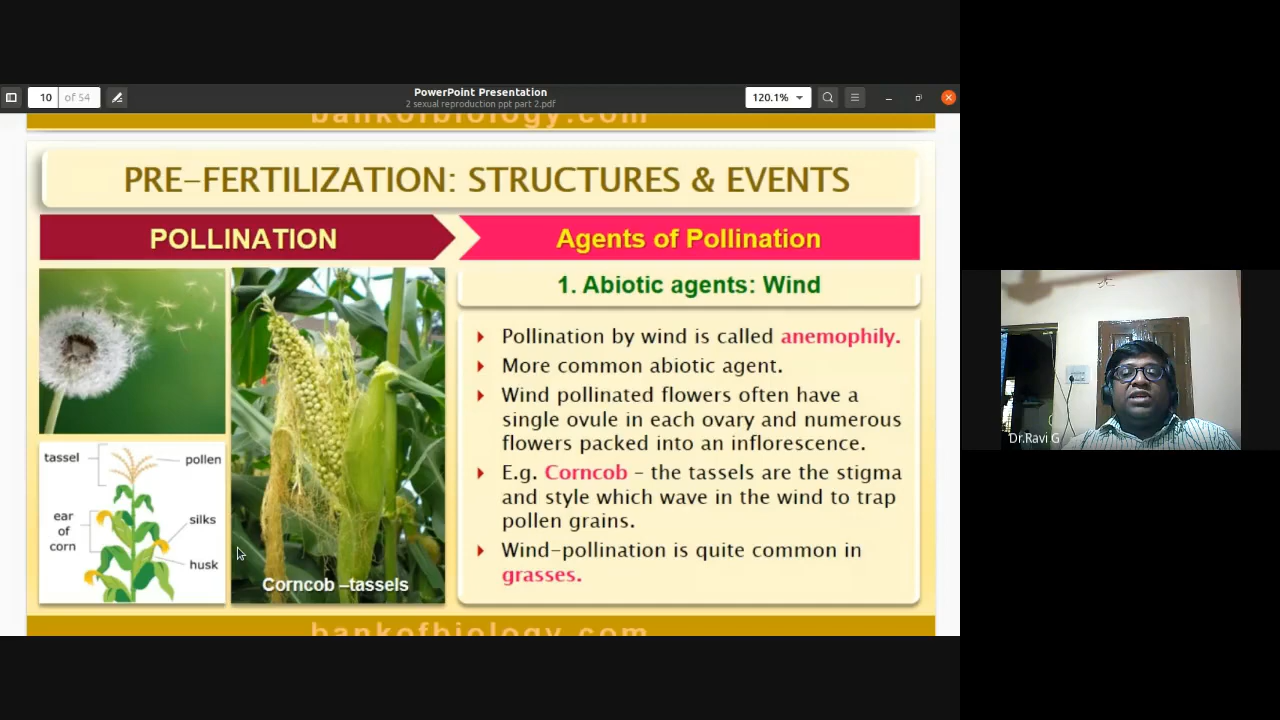 10 of 54
PowerPoint Presentation
2 sexual reproduction ppt part 2.pdf
120.1%
bankofbiology.com
PRE-FERTILIZATION: STRUCTURES & EVENTS
POLLINATION
Agents of Pollination
1. Abiotic agents: Wind
Pollination by wind is called anemophily.
More common abiotic agent.
Wind pollinated flowers often have a
single ovule in each ovary and numerous
flowers packed into an inflorescence.
E.g. Corncob – the tassels are the stigma
and style which wave in the wind to trap
pollen grains.
Wind-pollination is quite common in
grasses.
tassel
pollen
ear
of
corn
silks
husk
Corncob –tassels
bankofbiology.com
Dr.Ravi G